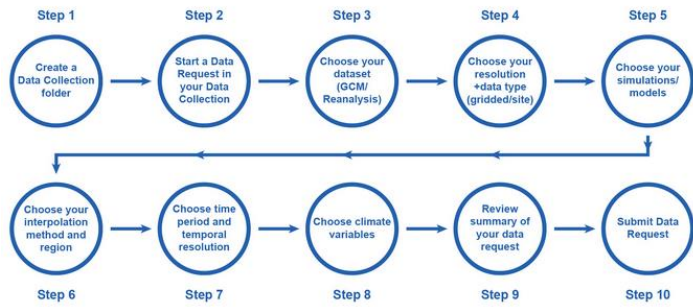 Step 1
Step 2
Step 3
Step 4
Step 5
Create a
Data Collection
folder
Start a Data
Request in
your Data
Collection
Choose your
dataset
(GCM/
Reanalysis)
Choose your
resolution
+data type
(gridded/site)
Choose your
simulations/
models
Choose your
interpolation
method and
region
Choose time
period and
temporal
resolution
Choose climate
variables
Review
summary of
your data
request
Submit Data
Request
Step 6
Step 7
Step 8
Step 9
Step 10